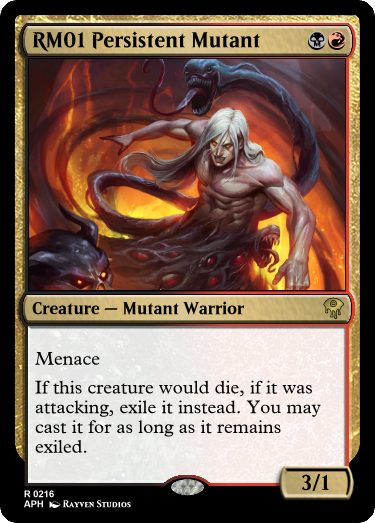 RM01 Persistent Mutant
Creature — Mutant Warrior
Menace
If this creature would die, if it was
attacking, exile it instead. You may
cast it for as long as it remains
exiled.
3/1
R 0216
APH Rayven Studios